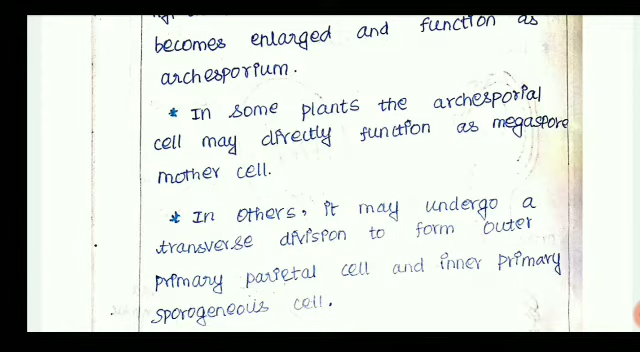 becomes enlarged and function as
archesporium.
* In some plants the archesporial
cell may directly function as megaspore
mother cell.
* In others, it may undergo a
transverse division to form outer
primary parietal cell and inner primary
sporogeneous cell.